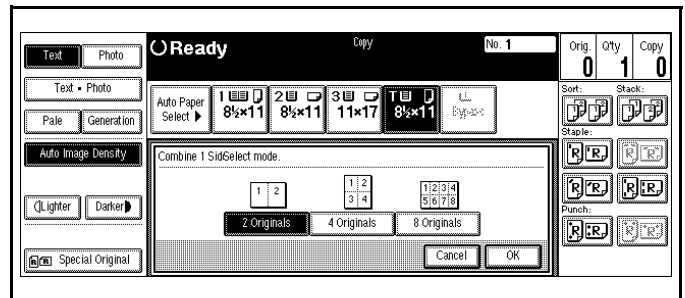 Text Photo
Text • Photo
Pale Generation
Auto Image Density
Lighter Darker
R R Special Original
Ready
Copy
No. 1
Auto Paper Select ▶
1 8½×11
2 8½×11
3 11×17
T 8½×11
Bypass
Combine 1 SidSelect mode.
1 2
1 2
3 4
1 2 3 4
5 6 7 8
2 Originals 4 Originals 8 Originals
Cancel OK
Orig. Q'ty Copy
0 1 0
Sort: Stack:
Staple:
R R R R
R R R R
Punch:
R R R R